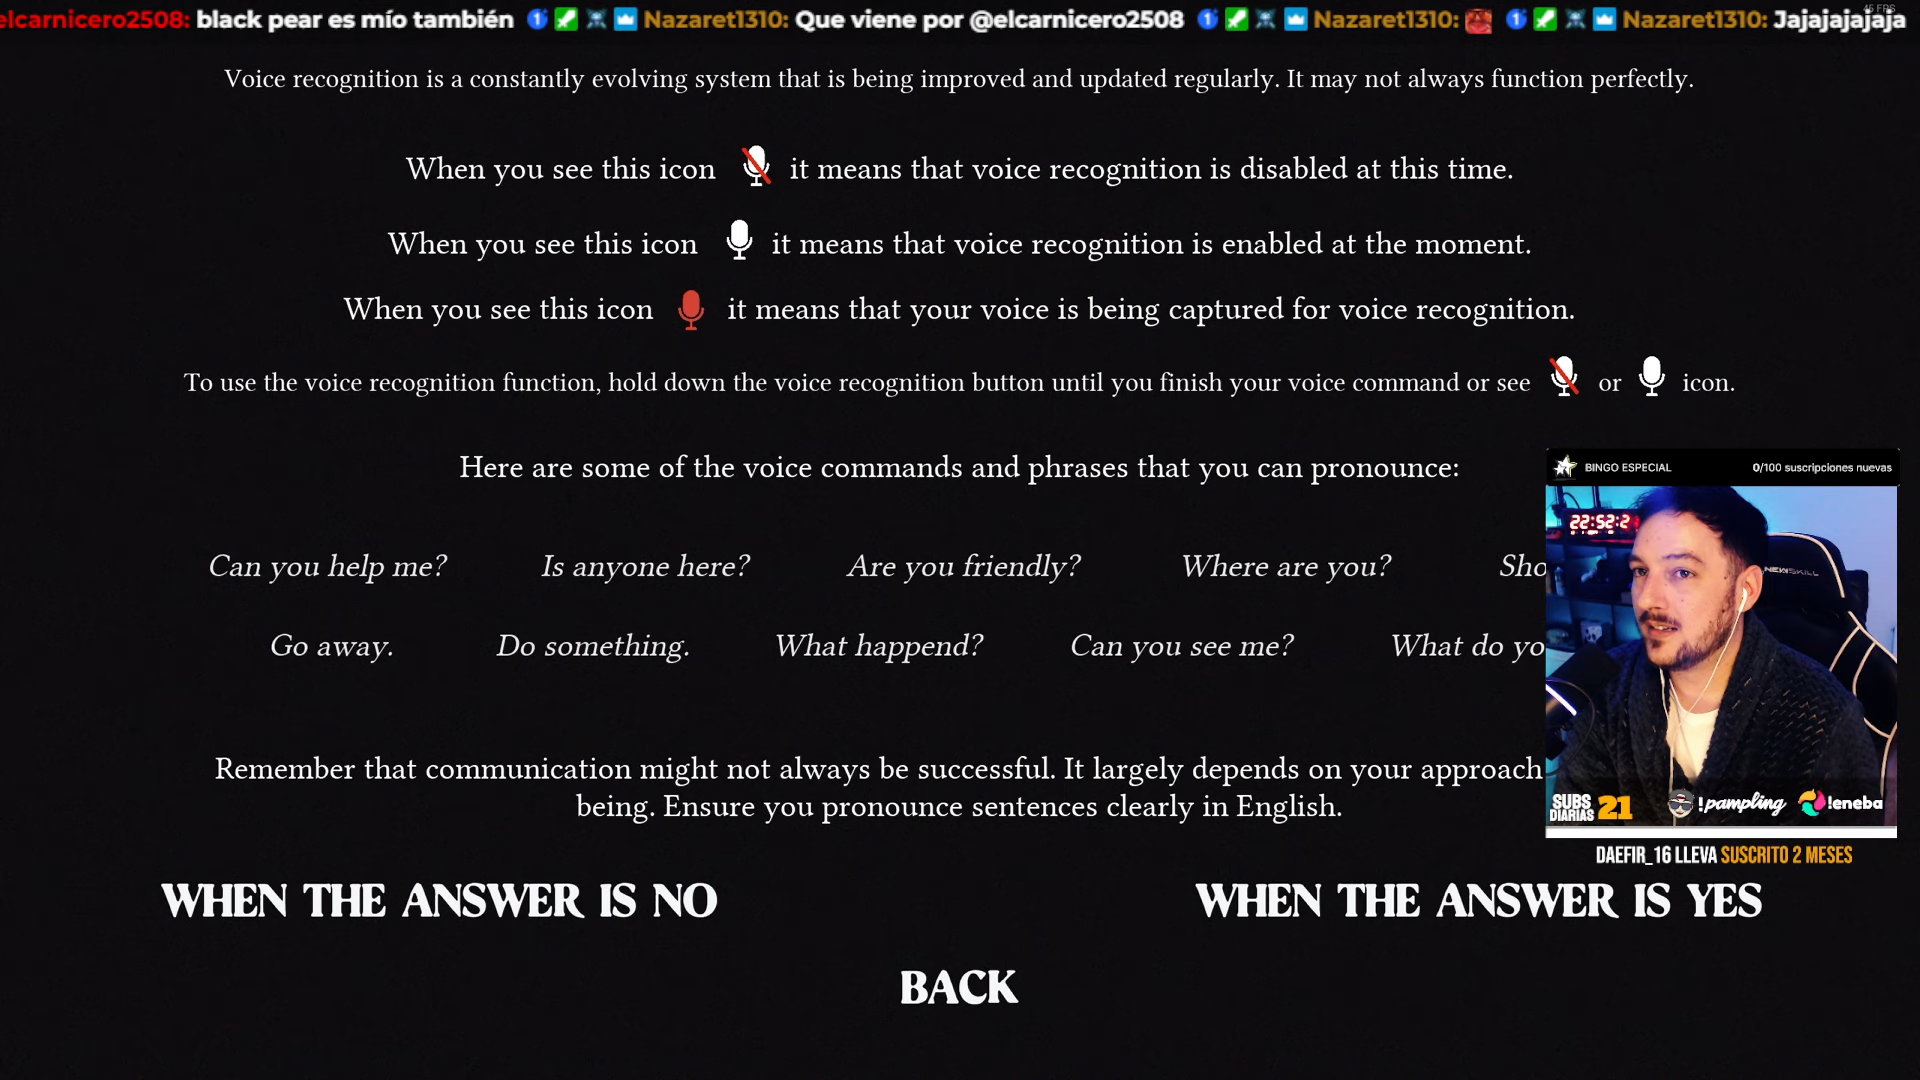 elcarnicero2508: black pear es mío también Nazaret1310: Que viene por @elcarnicero2508 Nazaret1310: Nazaret1310: Jajajajajaja
45 FPS
Voice recognition is a constantly evolving system that is being improved and updated regularly. It may not always function perfectly.
When you see this icon it means that voice recognition is disabled at this time.
When you see this icon it means that voice recognition is enabled at the moment.
When you see this icon it means that your voice is being captured for voice recognition.
To use the voice recognition function, hold down the voice recognition button until you finish your voice command or see or icon.
Here are some of the voice commands and phrases that you can pronounce:
BINGO ESPECIAL 0/100 suscripciones nuevas
22:52:2
NEWSKILL
Can you help me? Is anyone here? Are you friendly? Where are you? Sho
Go away. Do something. What happend? Can you see me? What do yo
Remember that communication might not always be successful. It largely depends on your approach
being. Ensure you pronounce sentences clearly in English.
SUBS DIARIAS 21 !pampling !eneba
DAEFIR_16 LLEVA SUSCRITO 2 MESES
WHEN THE ANSWER IS NO WHEN THE ANSWER IS YES
BACK